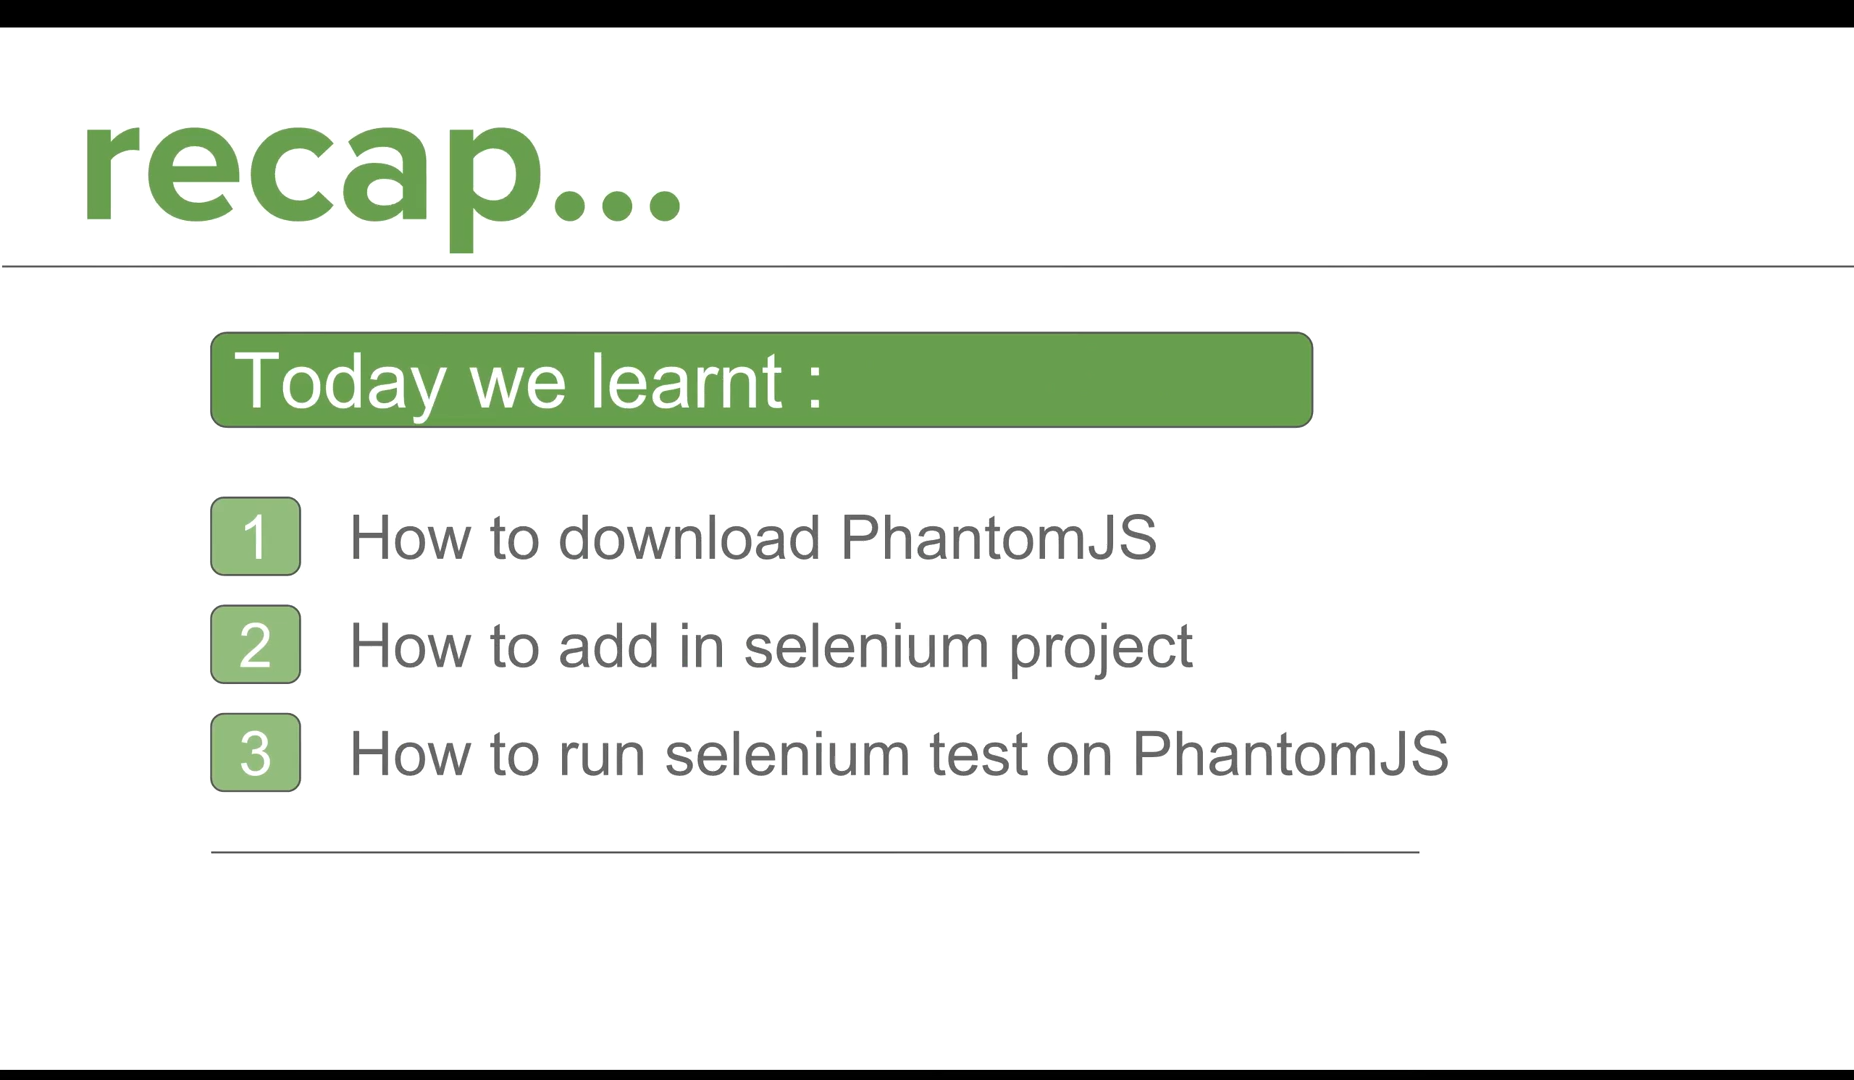 recap...
Today we learnt :
1 How to download PhantomJS
2 How to add in selenium project
3 How to run selenium test on PhantomJS